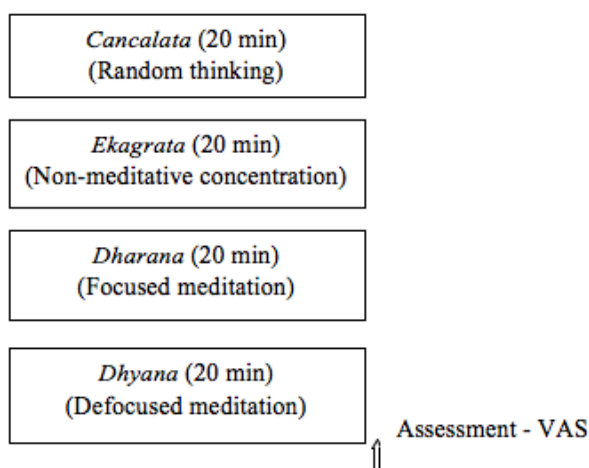 Cancalata (20 min)
(Random thinking)
Ekagrata (20 min)
(Non-meditative concentration)
Dharana (20 min)
(Focused meditation)
Dhyana (20 min)
(Defocused meditation)
Assessment - VAS